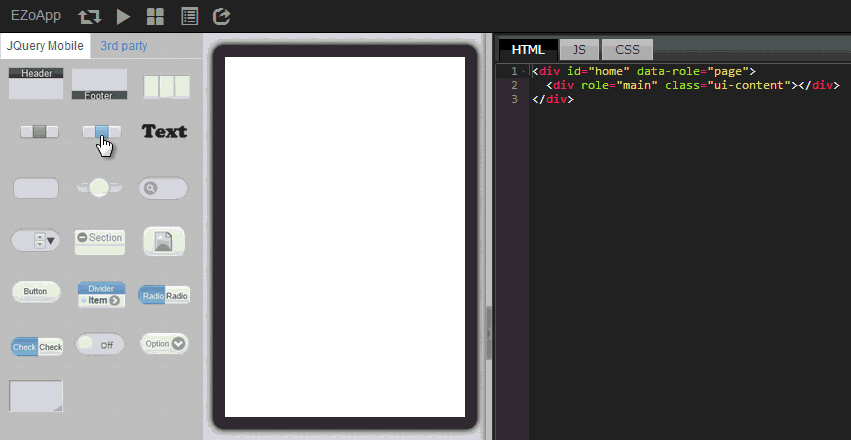 EZoApp
JQuery Mobile 3rd party
HTML JS CSS
Header
Footer
Text
Section
Button
Divider
Item
Radio Radio
Check Check
Off
Option
1 <div id="home" data-role="page">
2   <div role="main" class="ui-content"></div>
3 </div>